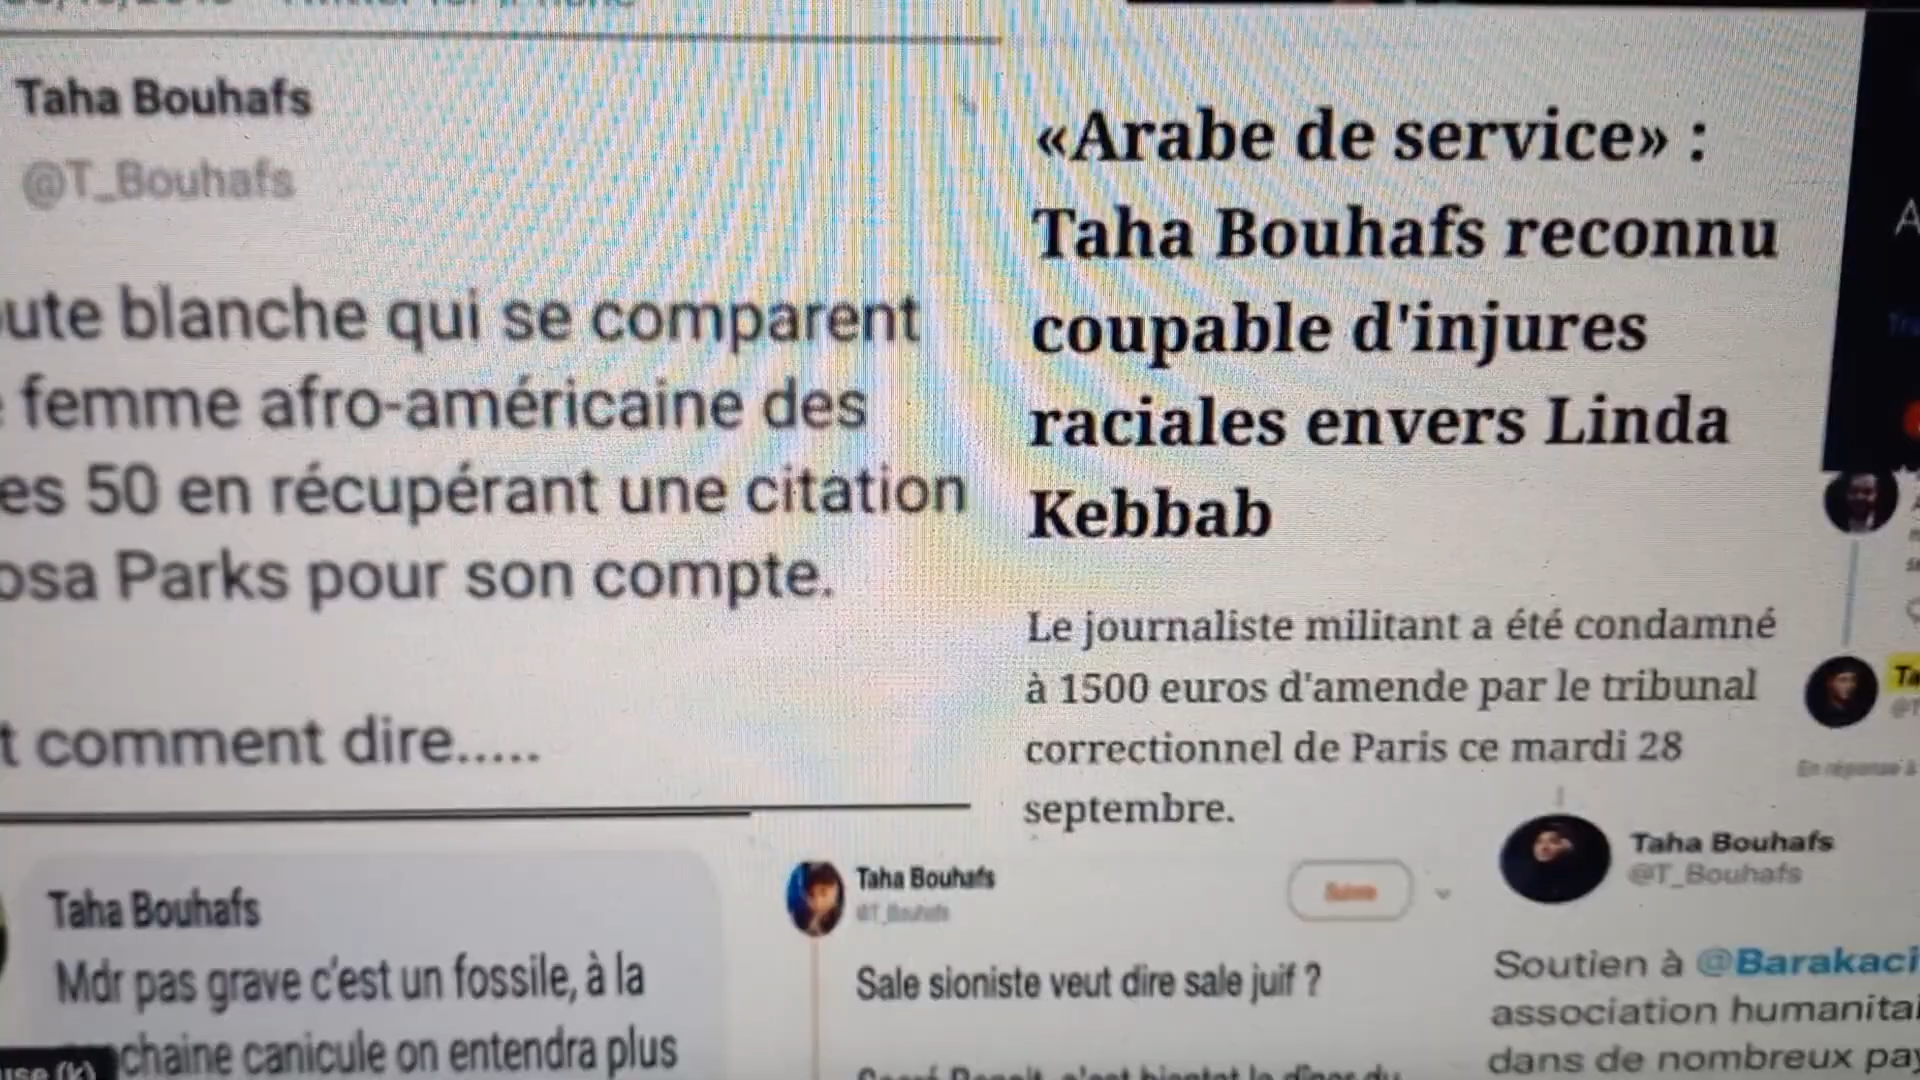 Taha Bouhafs
@T_Bouhafs
blanche qui se comparent
femme afro-américaine des
es 50 en récupérant une citation
osa Parks pour son compte.
t comment dire.....
«Arabe de service» :
Taha Bouhafs reconnu
coupable d'injures
raciales envers Linda
Kebbab
Le journaliste militant a été condamné
à 1500 euros d'amende par le tribunal
correctionnel de Paris ce mardi 28
septembre.
Taha Bouhafs
Mdr pas grave c'est un fossile, à la
chaine canicule on entendra plus
Taha Bouhafs
@T_Bouhafs
Sale sioniste veut dire sale juif ?
Taha Bouhafs
@T_Bouhafs
Soutien à @Barakaci
association humanitai
dans de nombreux pay
Ta
En réponse à